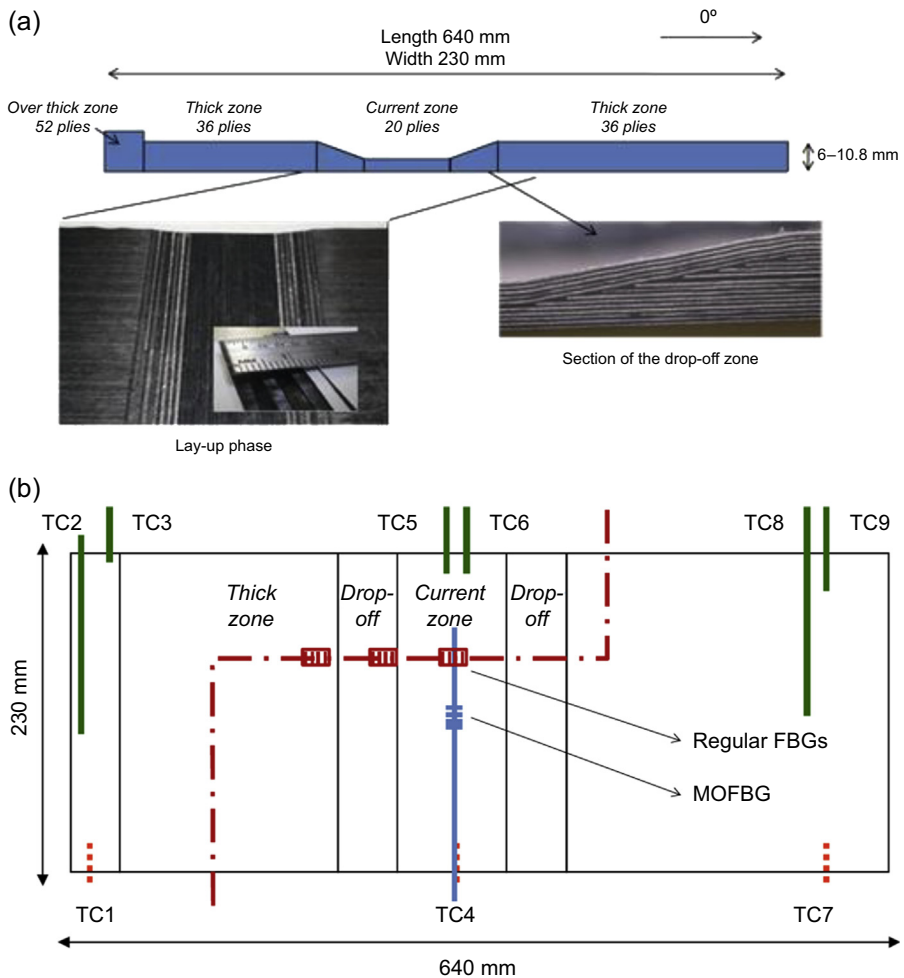 (a)
0º
Length 640 mm
Width 230 mm
Over thick zone
52 plies
Thick zone
36 plies
Current zone
20 plies
Thick zone
36 plies
6–10.8 mm
Section of the drop-off zone
Lay-up phase
(b)
TC2
TC3
TC5
TC6
TC8
TC9
Thick
zone
Drop-
off
Current
zone
Drop-
off
230 mm
Regular FBGs
MOFBG
TC1
TC4
TC7
640 mm